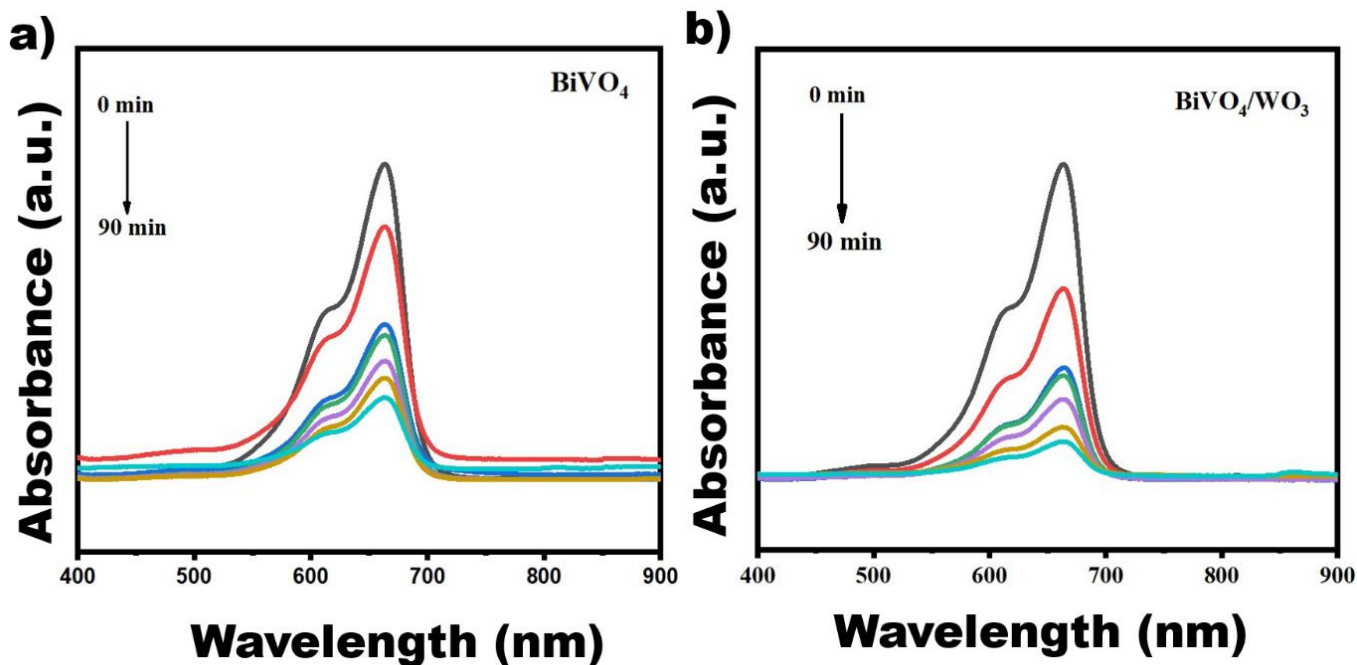 a)
BiVO₄
0 min
90 min
Absorbance (a.u.)
400 500 600 700 800 900
Wavelength (nm)
b)
BiVO₄/WO₃
0 min
90 min
Absorbance (a.u.)
400 500 600 700 800 900
Wavelength (nm)